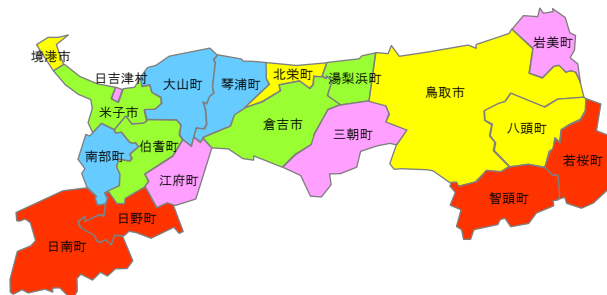 岩美町
境港市
日吉津村
大山町
琴浦町
北栄町
湯梨浜町
鳥取市
米子市
倉吉市
三朝町
八頭町
南部町
伯耆町
若桜町
江府町
智頭町
日野町
日南町